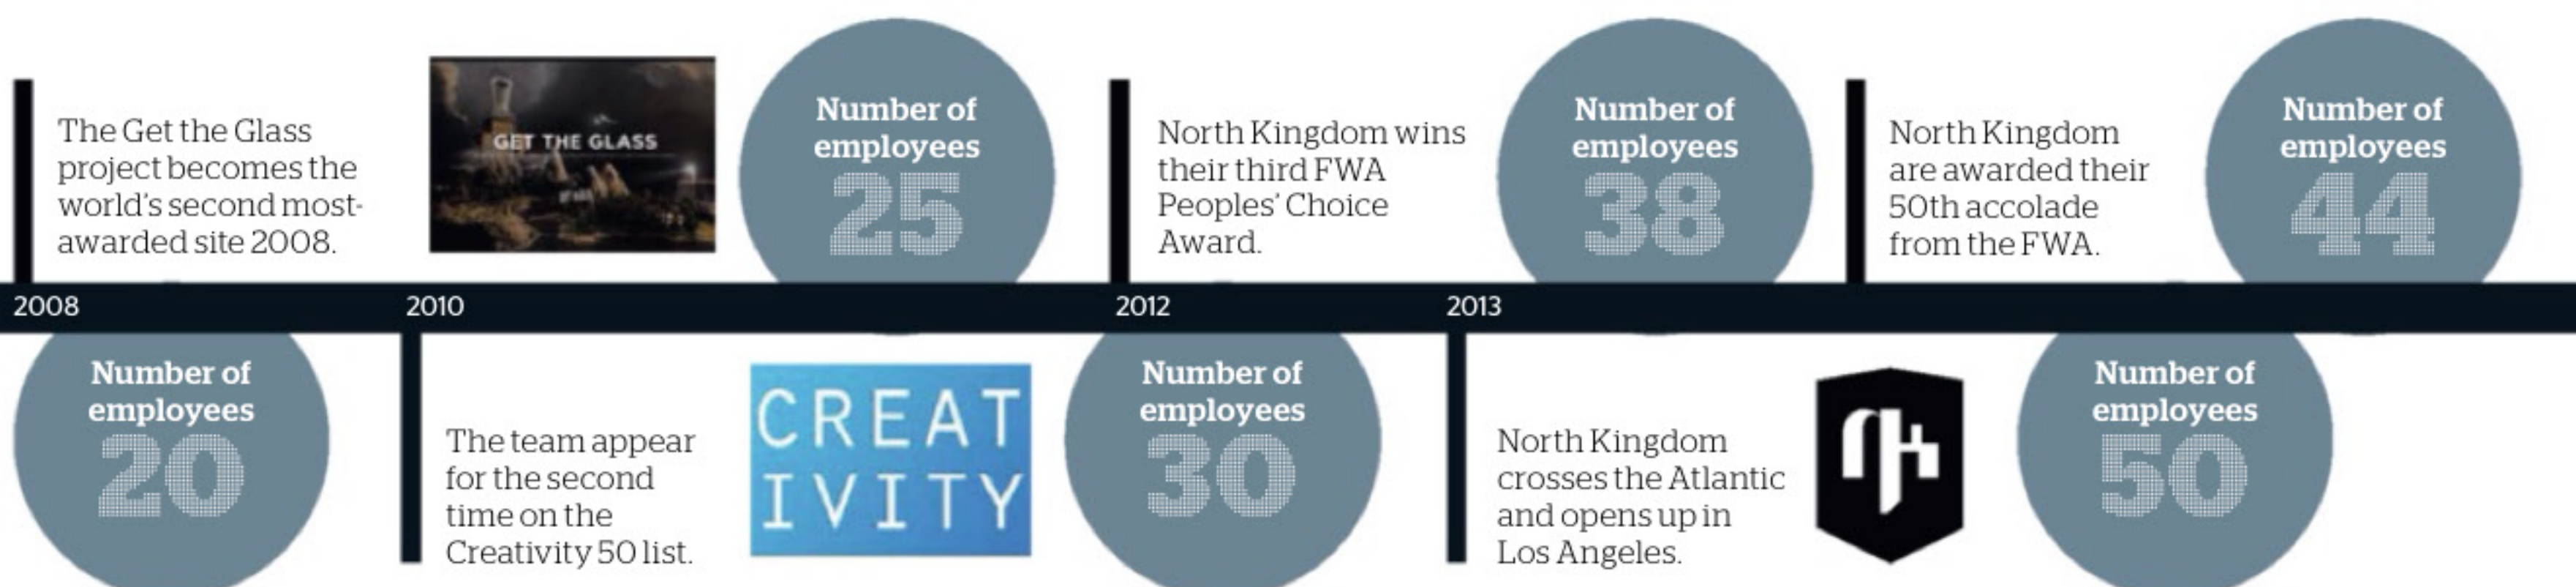 The Get the Glass
project becomes the
world's second most-
awarded site 2008.
GET THE GLASS
Number of
employees
25
North Kingdom wins
their third FWA
Peoples' Choice
Award.
Number of
employees
38
North Kingdom
are awarded their
50th accolade
from the FWA.
Number of
employees
44
2008
2010
2012
2013
Number of
employees
20
The team appear
for the second
time on the
Creativity 50 list.
CREAT
IVITY
Number of
employees
30
North Kingdom
crosses the Atlantic
and opens up in
Los Angeles.
Number of
employees
50